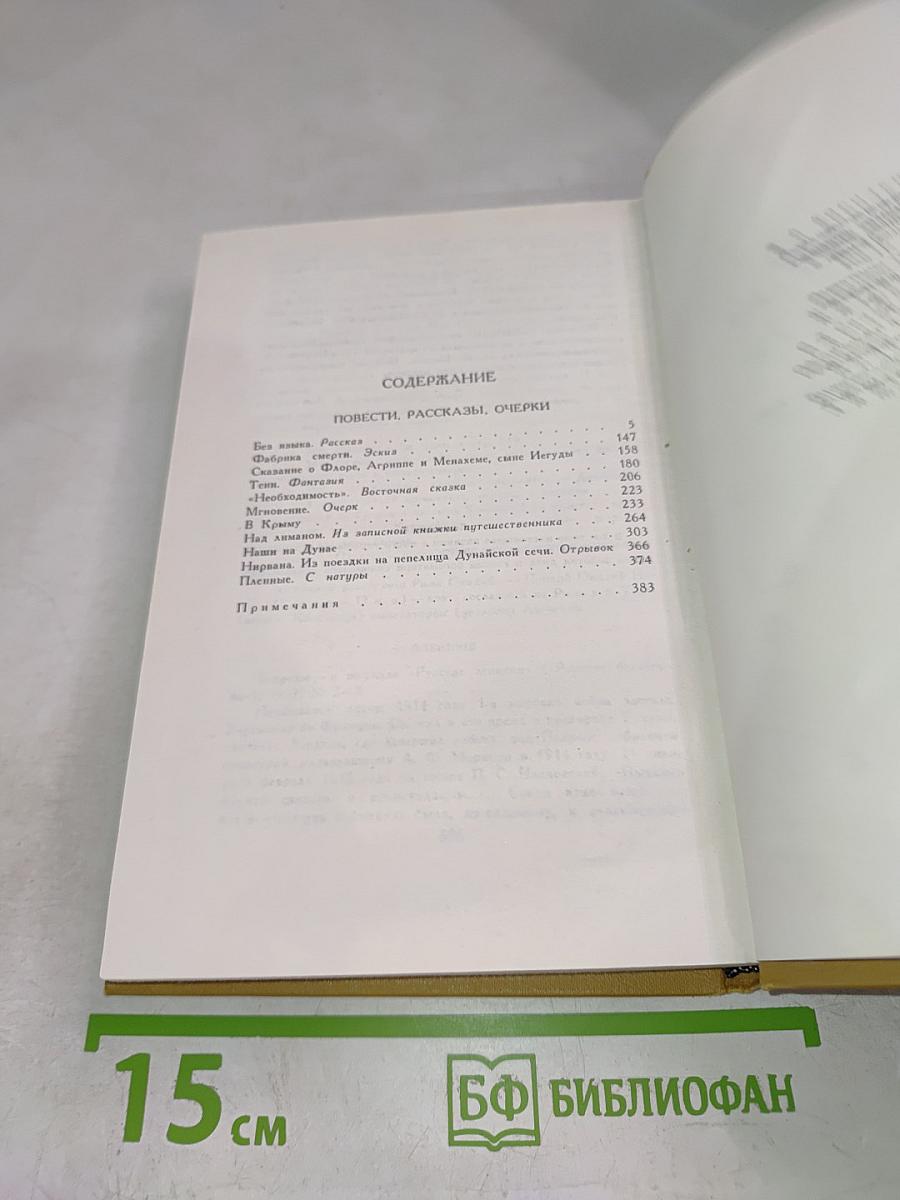 СОДЕРЖАНИЕ
ПОВЕСТИ, РАССКАЗЫ, ОЧЕРКИ
Без языка. Рассказ . . . . . . . . . . . . . . . 5
Фабрика смерти. Эскиз . . . . . . . . . . . . . 147
Сказание о Флоре, Агриппе и Менахеме, сыне Иегуды . . 158
Тени. Фантазия . . . . . . . . . . . . . . . . 180
«Необходимость». Восточная сказка . . . . . . . . 206
Мгновение. Очерк . . . . . . . . . . . . . . . 223
В Крыму . . . . . . . . . . . . . . . . . . . 233
Над лиманом. Из записной книжки путешественника . . . 264
Наши на Дунае . . . . . . . . . . . . . . . . . 303
Нирвана. Из поездки на пепелища Дунайской сечи. Отрывок 366
Пленные. С натуры . . . . . . . . . . . . . . . 374
Примечания . . . . . . . . . . . . . . . . . 383
15 см
БФ БИБЛИОФАН